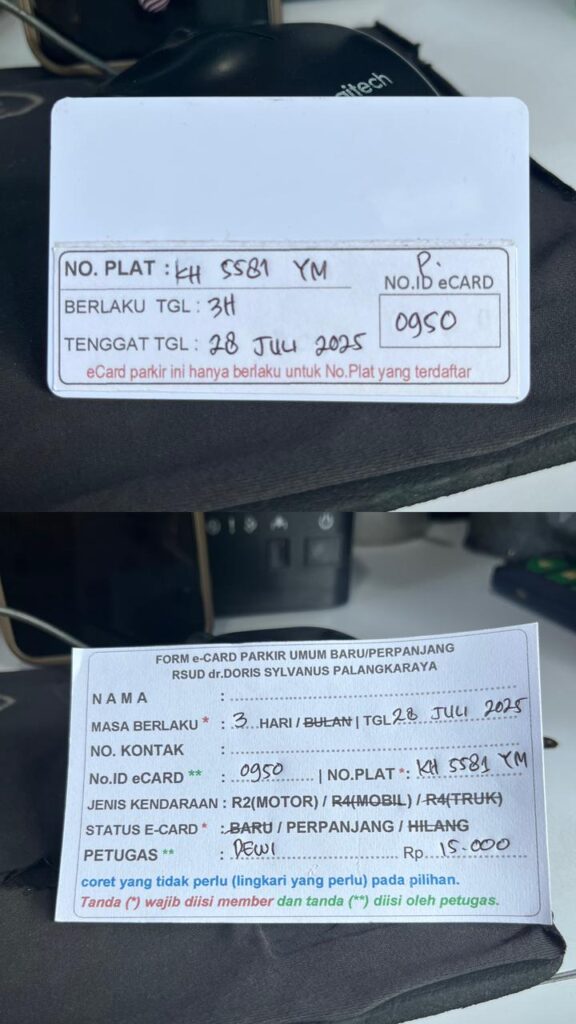 gitech
NO. PLAT : KH 5581 YM
P.
NO.ID eCARD
BERLAKU TGL : 3H
0950
TENGGAT TGL : 28 JULI 2025
eCard parkir ini hanya berlaku untuk No.Plat yang terdaftar
FORM e-CARD PARKIR UMUM BARU/PERPANJANG
RSUD dr.DORIS SYLVANUS PALANGKARAYA
NAMA :
MASA BERLAKU * : 3 HARI / BULAN | TGL 28 JULI 2025
NO. KONTAK :
No.ID eCARD ** : 0950 | NO.PLAT *: KH 5581 YM
JENIS KENDARAAN : R2(MOTOR) / R4(MOBIL) / R4(TRUK)
STATUS E-CARD * : BARU / PERPANJANG / HILANG
PETUGAS ** : DEWI Rp. 15.000
coret yang tidak perlu (lingkari yang perlu) pada pilihan.
Tanda (*) wajib diisi member dan tanda (**) diisi oleh petugas.